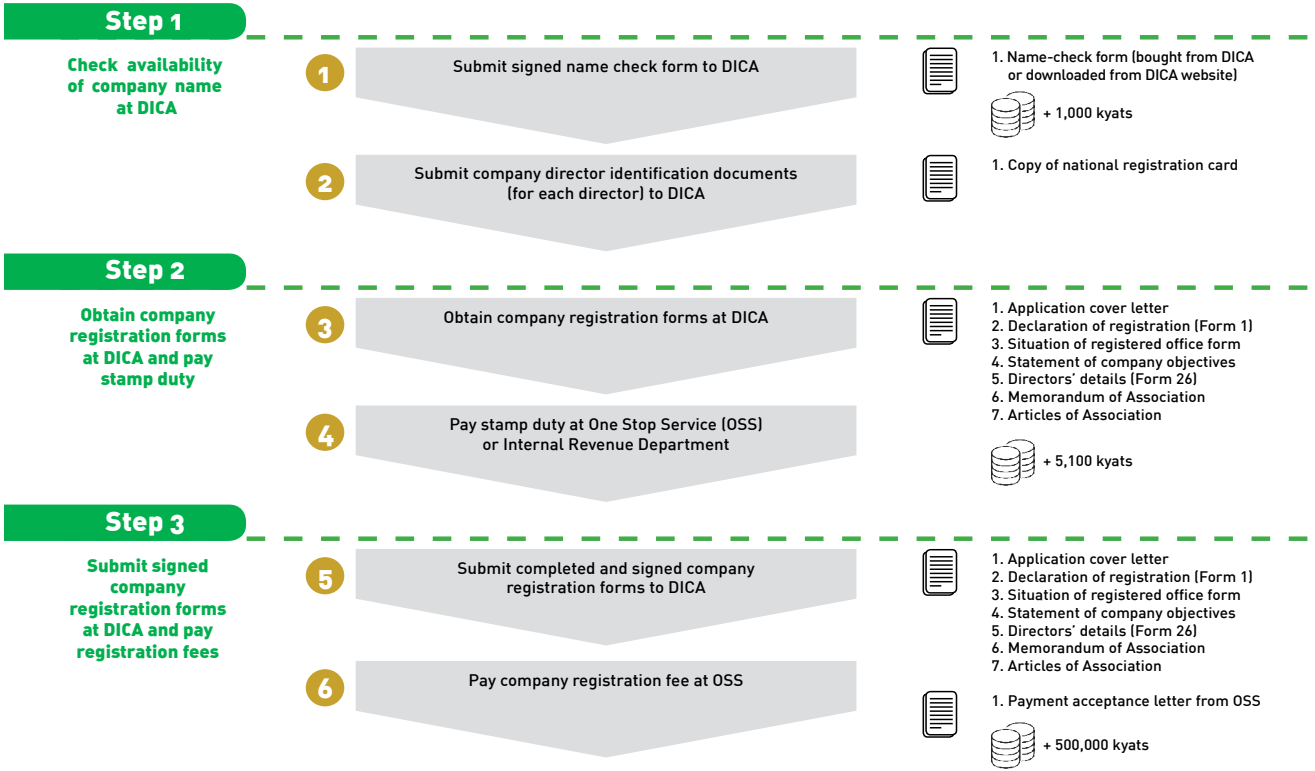 Step 1
Check availability
of company name
at DICA
1
Submit signed name check form to DICA
1. Name-check form (bought from DICA
or downloaded from DICA website)
+ 1,000 kyats
2
Submit company director identification documents
(for each director) to DICA
1. Copy of national registration card
Step 2
Obtain company
registration forms
at DICA and pay
stamp duty
3
Obtain company registration forms at DICA
1. Application cover letter
2. Declaration of registration (Form 1)
3. Situation of registered office form
4. Statement of company objectives
5. Directors’ details (Form 26)
6. Memorandum of Association
7. Articles of Association
4
Pay stamp duty at One Stop Service (OSS)
or Internal Revenue Department
+ 5,100 kyats
Step 3
Submit signed
company
registration forms
at DICA and pay
registration fees
5
Submit completed and signed company
registration forms to DICA
1. Application cover letter
2. Declaration of registration (Form 1)
3. Situation of registered office form
4. Statement of company objectives
5. Directors’ details (Form 26)
6. Memorandum of Association
7. Articles of Association
6
Pay company registration fee at OSS
1. Payment acceptance letter from OSS
+ 500,000 kyats